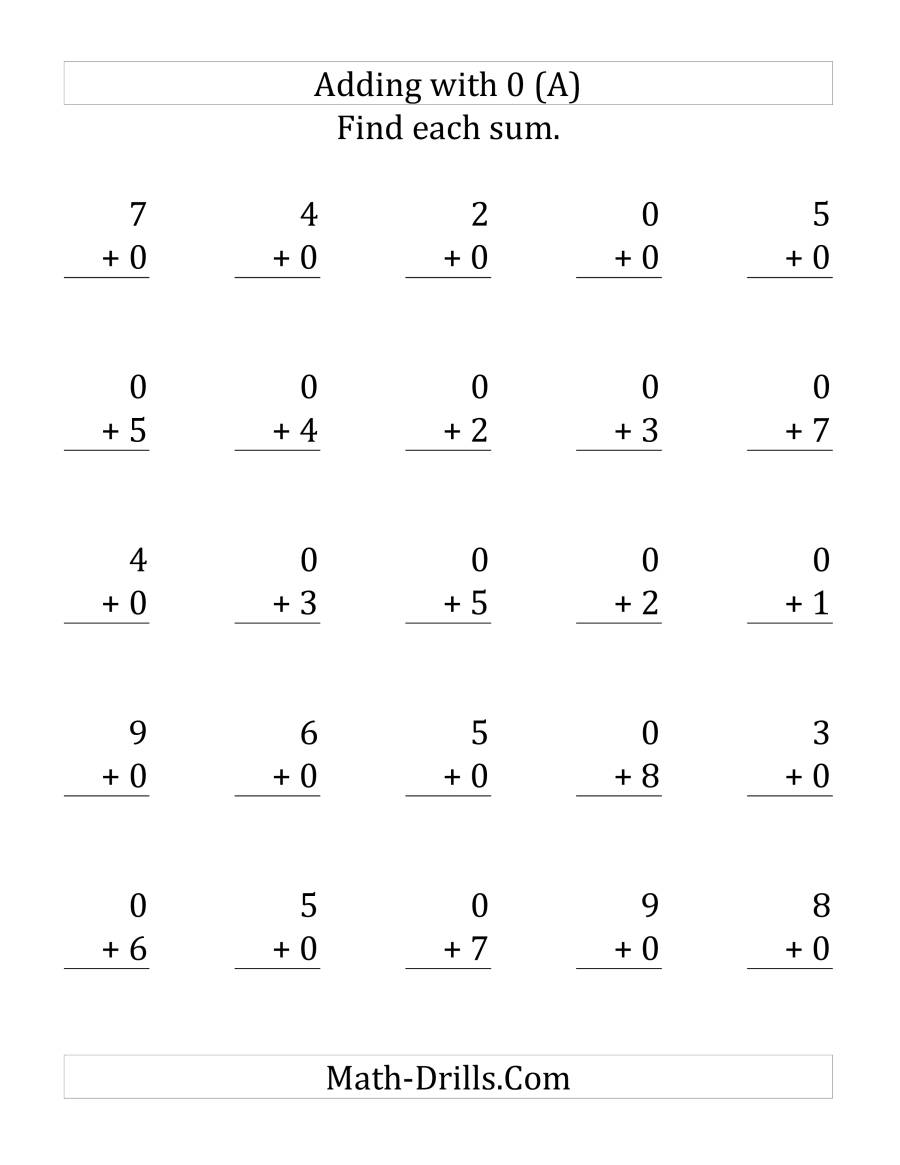 Adding with 0 (A)
Find each sum.
7 4 2 0 5
+ 0 + 0 + 0 + 0 + 0
0 0 0 0 0
+ 5 + 4 + 2 + 3 + 7
4 0 0 0 0
+ 0 + 3 + 5 + 2 + 1
9 6 5 0 3
+ 0 + 0 + 0 + 8 + 0
0 5 0 9 8
+ 6 + 0 + 7 + 0 + 0
Math-Drills.Com